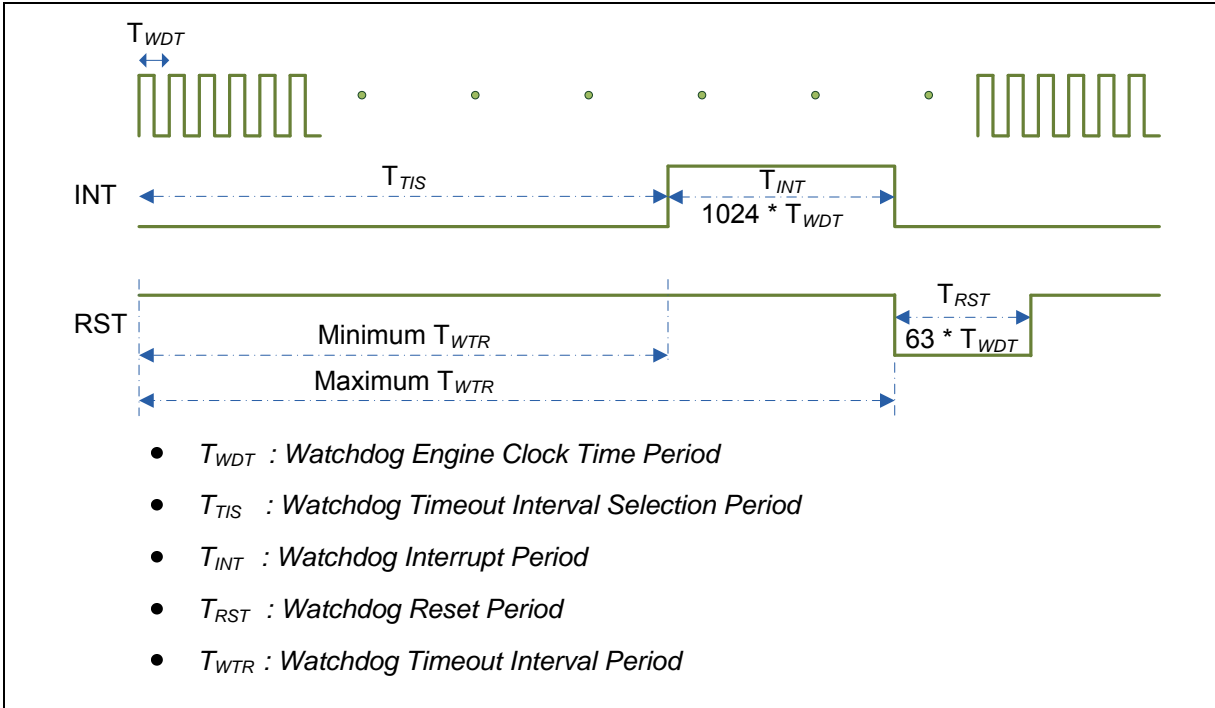 TWDT
INT
TTIS
TINT
1024 * TWDT
RST
TRST
63 * TWDT
Minimum TWTR
Maximum TWTR
• TWDT : Watchdog Engine Clock Time Period
• TTIS : Watchdog Timeout Interval Selection Period
• TINT : Watchdog Interrupt Period
• TRST : Watchdog Reset Period
• TWTR : Watchdog Timeout Interval Period